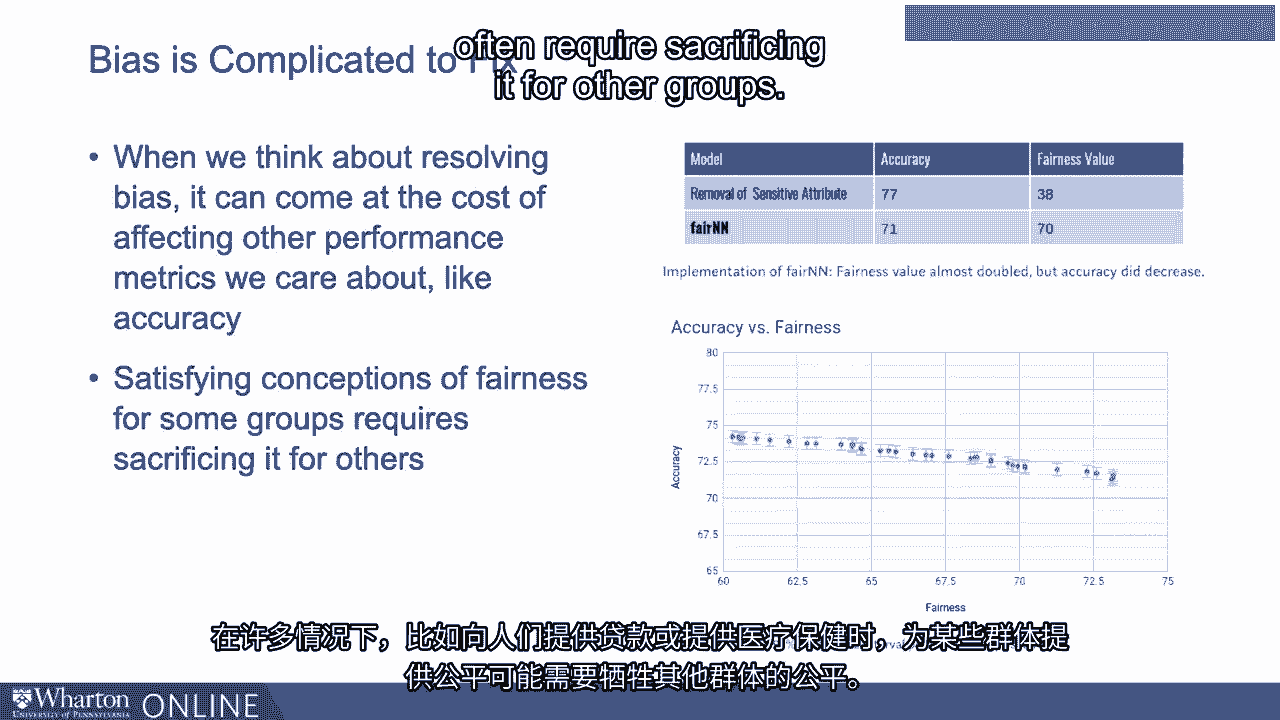 often require sacrificing
it for other groups.
Bias is Complicated to Fix
• When we think about resolving
bias, it can come at the cost of
affecting other performance
metrics we care about, like
accuracy
• Satisfying conceptions of fairness
for some groups requires
sacrificing it for others
Model Accuracy Fairness Value
Removal of Sensitive Attribute 77 38
fairNN 71 70
Implementation of fairNN: Fairness value almost doubled, but accuracy did decrease.
Accuracy vs. Fairness
80
77.5
75
72.5
70
67.5
65
Accuracy
60 62.5 65 67.5 70 72.5 75
Fairness
在许多情况下，比如向人们提供贷款或提供医疗保健时，为某些群体提
供公平可能需要牺牲其他群体的公平。
Wharton ONLINE
UNIVERSITY of PENNSYLVANIA